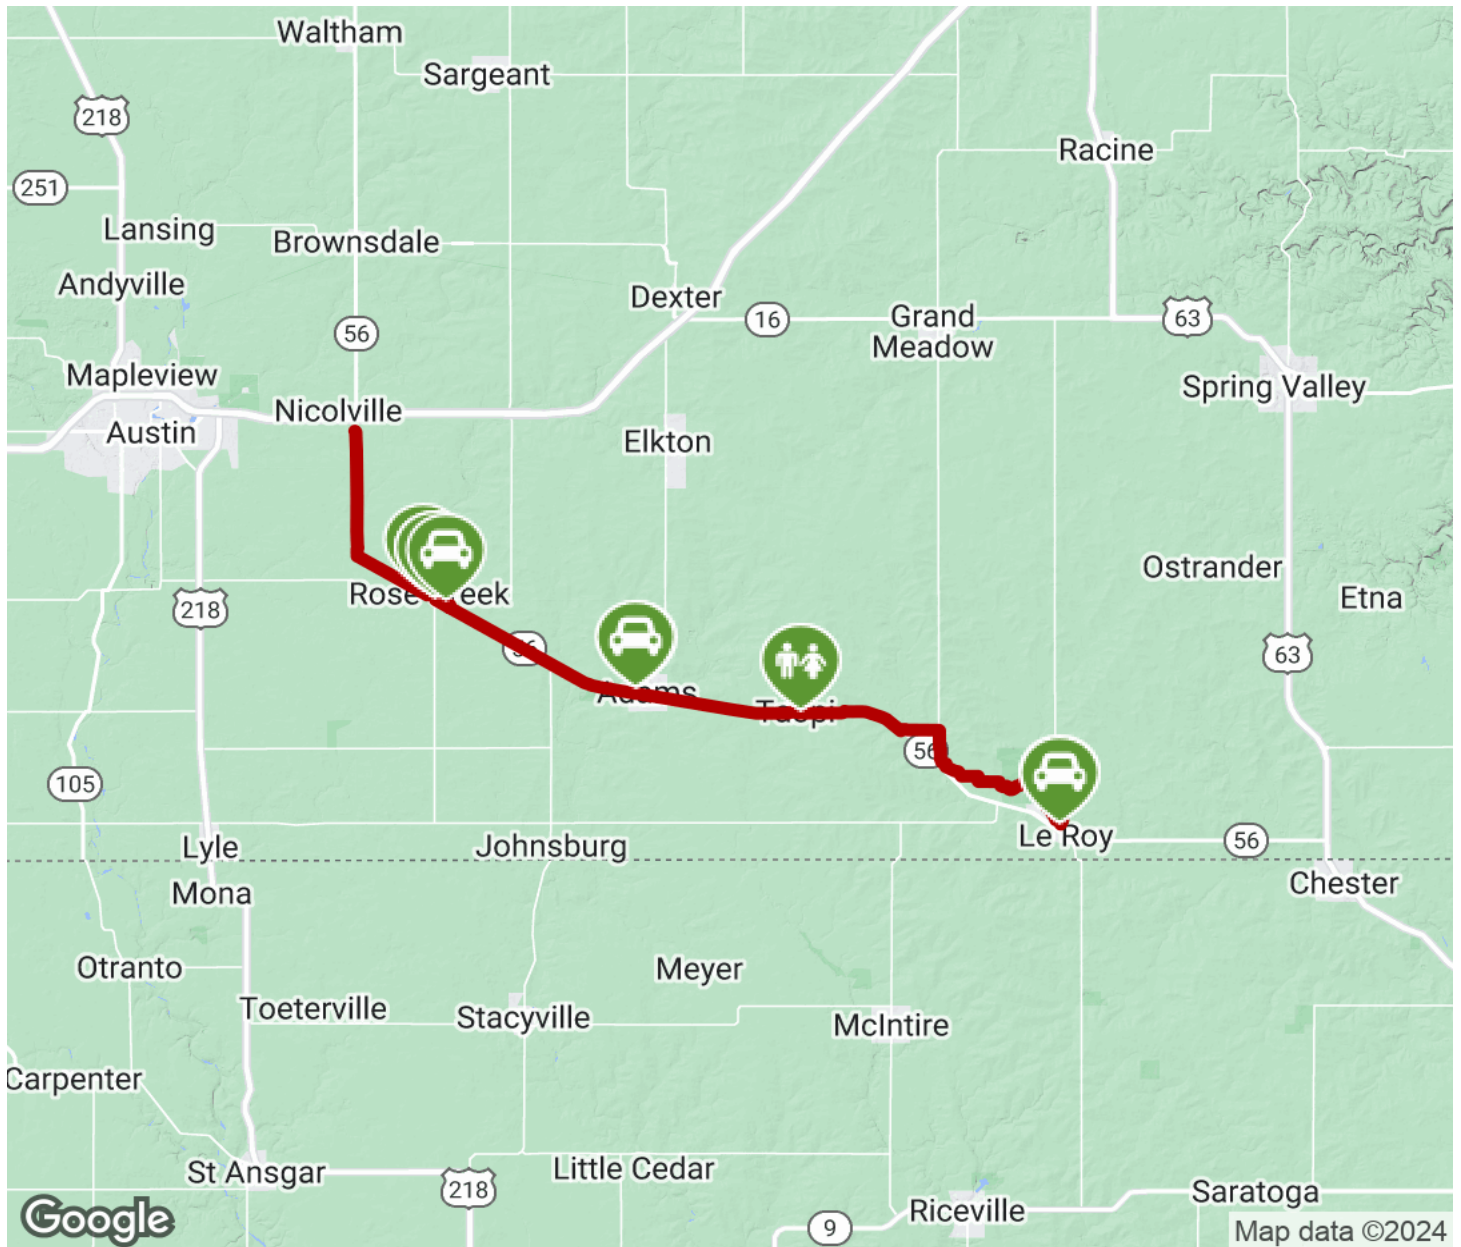 Waltham
Sargeant
218
Racine
251
Lansing
Brownsdale
Andyville
Dexter
56
16
Grand
Meadow
63
Mapleview
Spring Valley
Nicolville
Austin
Elkton
Ostrander
Etna
218
63
Adams
56
105
Le Roy
56
Lyle
Johnsburg
Chester
Mona
Otranto
Meyer
Toeterville
Stacyville
McIntire
Carpenter
St Ansgar
Little Cedar
218
Saratoga
Riceville
9
Google
Map data ©2024